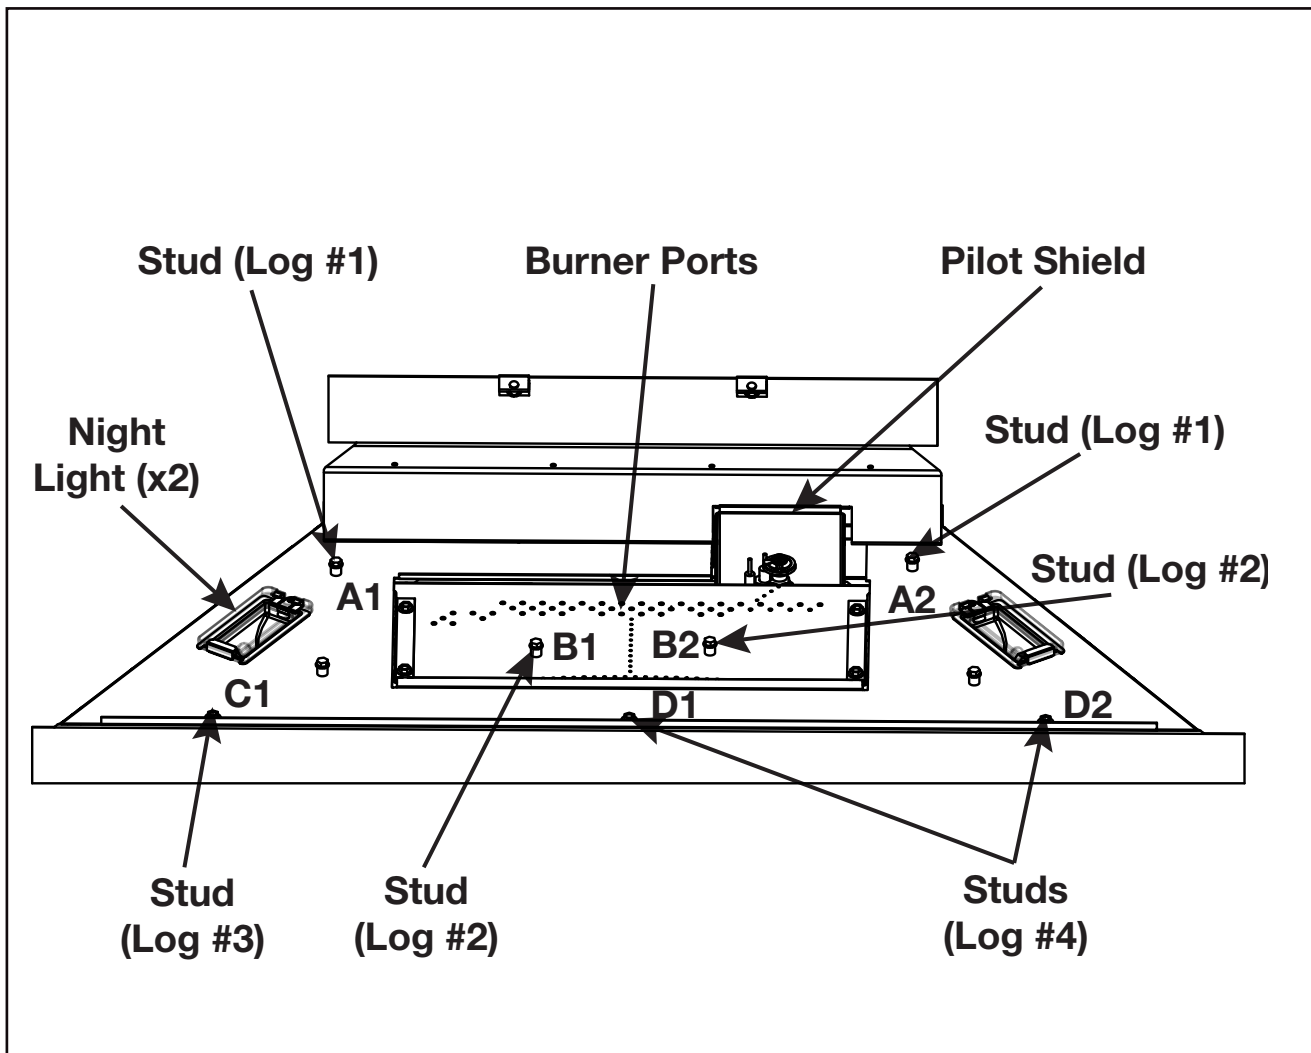 Stud (Log #1)
Burner Ports
Pilot Shield
Night
Light (x2)
Stud (Log #1)
Stud (Log #2)
A1
A2
B1
B2
C1
D1
D2
Stud
(Log #3)
Stud
(Log #2)
Studs
(Log #4)